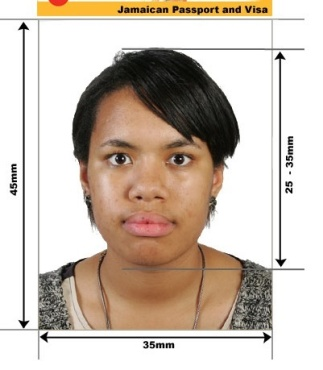 Jamaican Passport and Visa
45mm
25 - 35mm
35mm